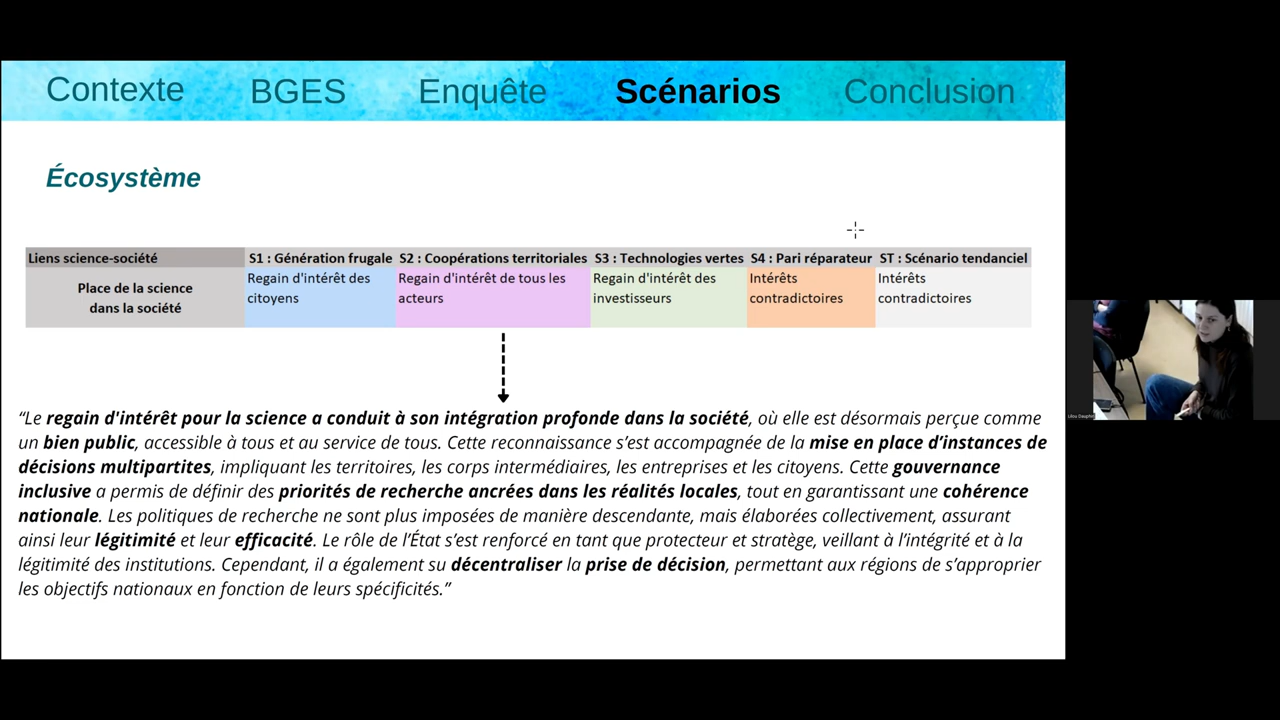 Contexte BGES Enquête Scénarios Conclusion
Écosystème
Liens science-société S1 : Génération frugale S2 : Coopérations territoriales S3 : Technologies vertes S4 : Pari réparateur ST : Scénario tendanciel
Place de la science dans la société
Regain d'intérêt des citoyens
Regain d'intérêt de tous les acteurs
Regain d'intérêt des investisseurs
Intérêts contradictoires
Intérêts contradictoires
“Le regain d'intérêt pour la science a conduit à son intégration profonde dans la société, où elle est désormais perçue comme
un bien public, accessible à tous et au service de tous. Cette reconnaissance s’est accompagnée de la mise en place d’instances de
décisions multipartites, impliquant les territoires, les corps intermédiaires, les entreprises et les citoyens. Cette gouvernance
inclusive a permis de définir des priorités de recherche ancrées dans les réalités locales, tout en garantissant une cohérence
nationale. Les politiques de recherche ne sont plus imposées de manière descendante, mais élaborées collectivement, assurant
ainsi leur légitimité et leur efficacité. Le rôle de l’État s’est renforcé en tant que protecteur et stratège, veillant à l’intégrité et à la
légitimité des institutions. Cependant, il a également su décentraliser la prise de décision, permettant aux régions de s’approprier
les objectifs nationaux en fonction de leurs spécificités.”